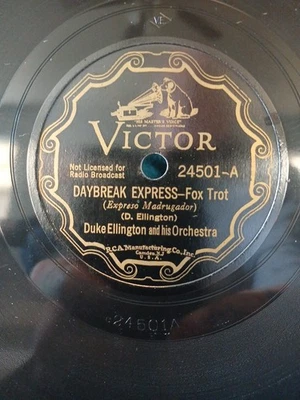 "HIS MASTER'S VOICE"
VICTOR
Not Licensed for
Radio Broadcast
24501-A
DAYBREAK EXPRESS—Fox Trot
(Expreso Madrugador)
(D. Ellington)
Duke Ellington and his Orchestra
R.C.A. Manufacturing Co., Inc.
Camden, N.J.
U.S.A.
24501A